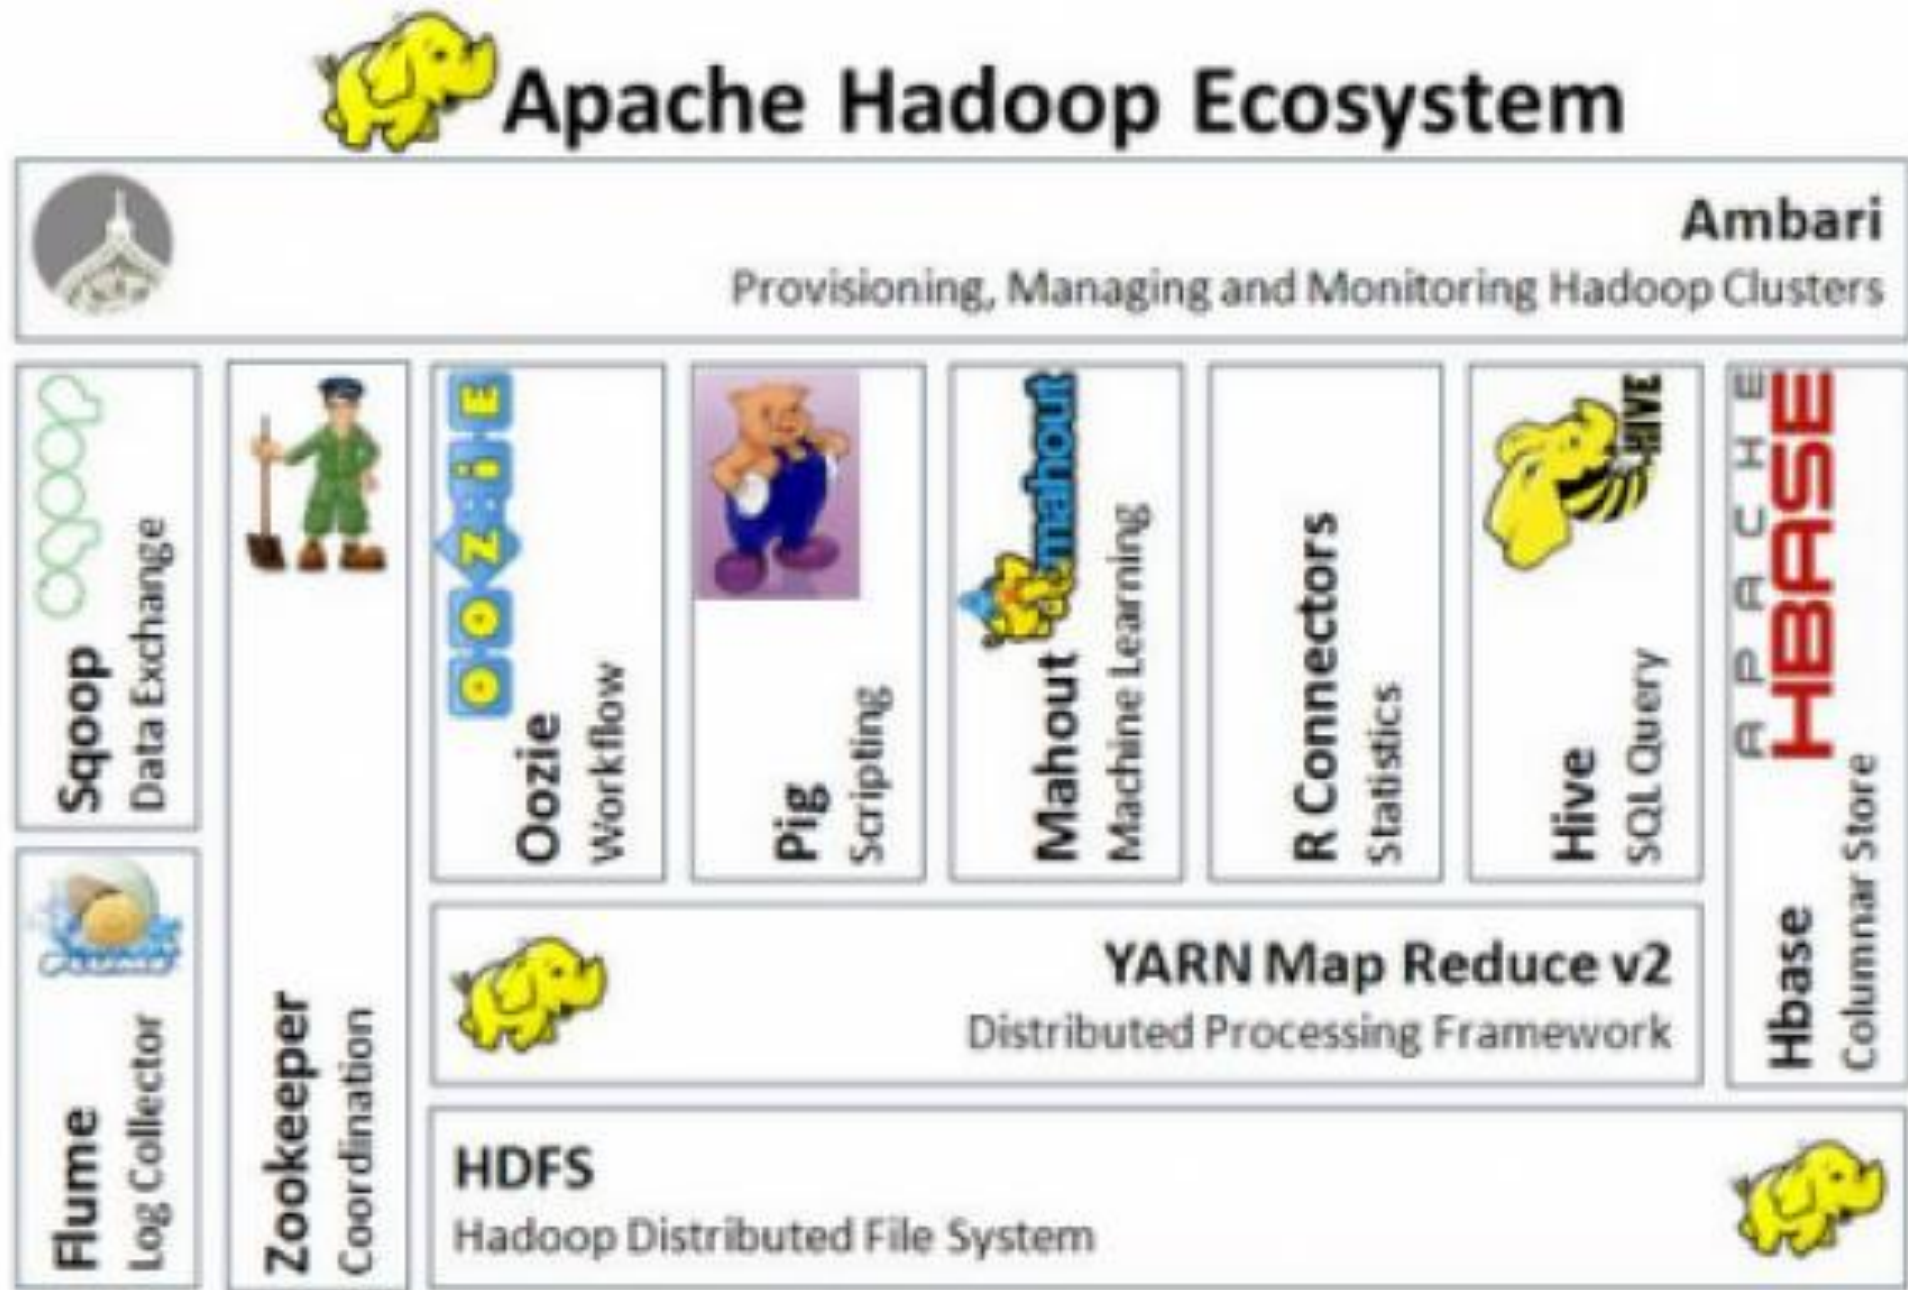 Apache Hadoop Ecosystem
Ambari
Provisioning, Managing and Monitoring Hadoop Clusters
Sqoop
Data Exchange
Flume
Log Collector
Zookeeper
Coordination
OOZIE
Oozie
Workflow
Pig
Scripting
mahout
Mahout
Machine Learning
R Connectors
Statistics
HIVE
Hive
SQL Query
APACHE
HBASE
Hbase
Columnar Store
YARN Map Reduce v2
Distributed Processing Framework
HDFS
Hadoop Distributed File System